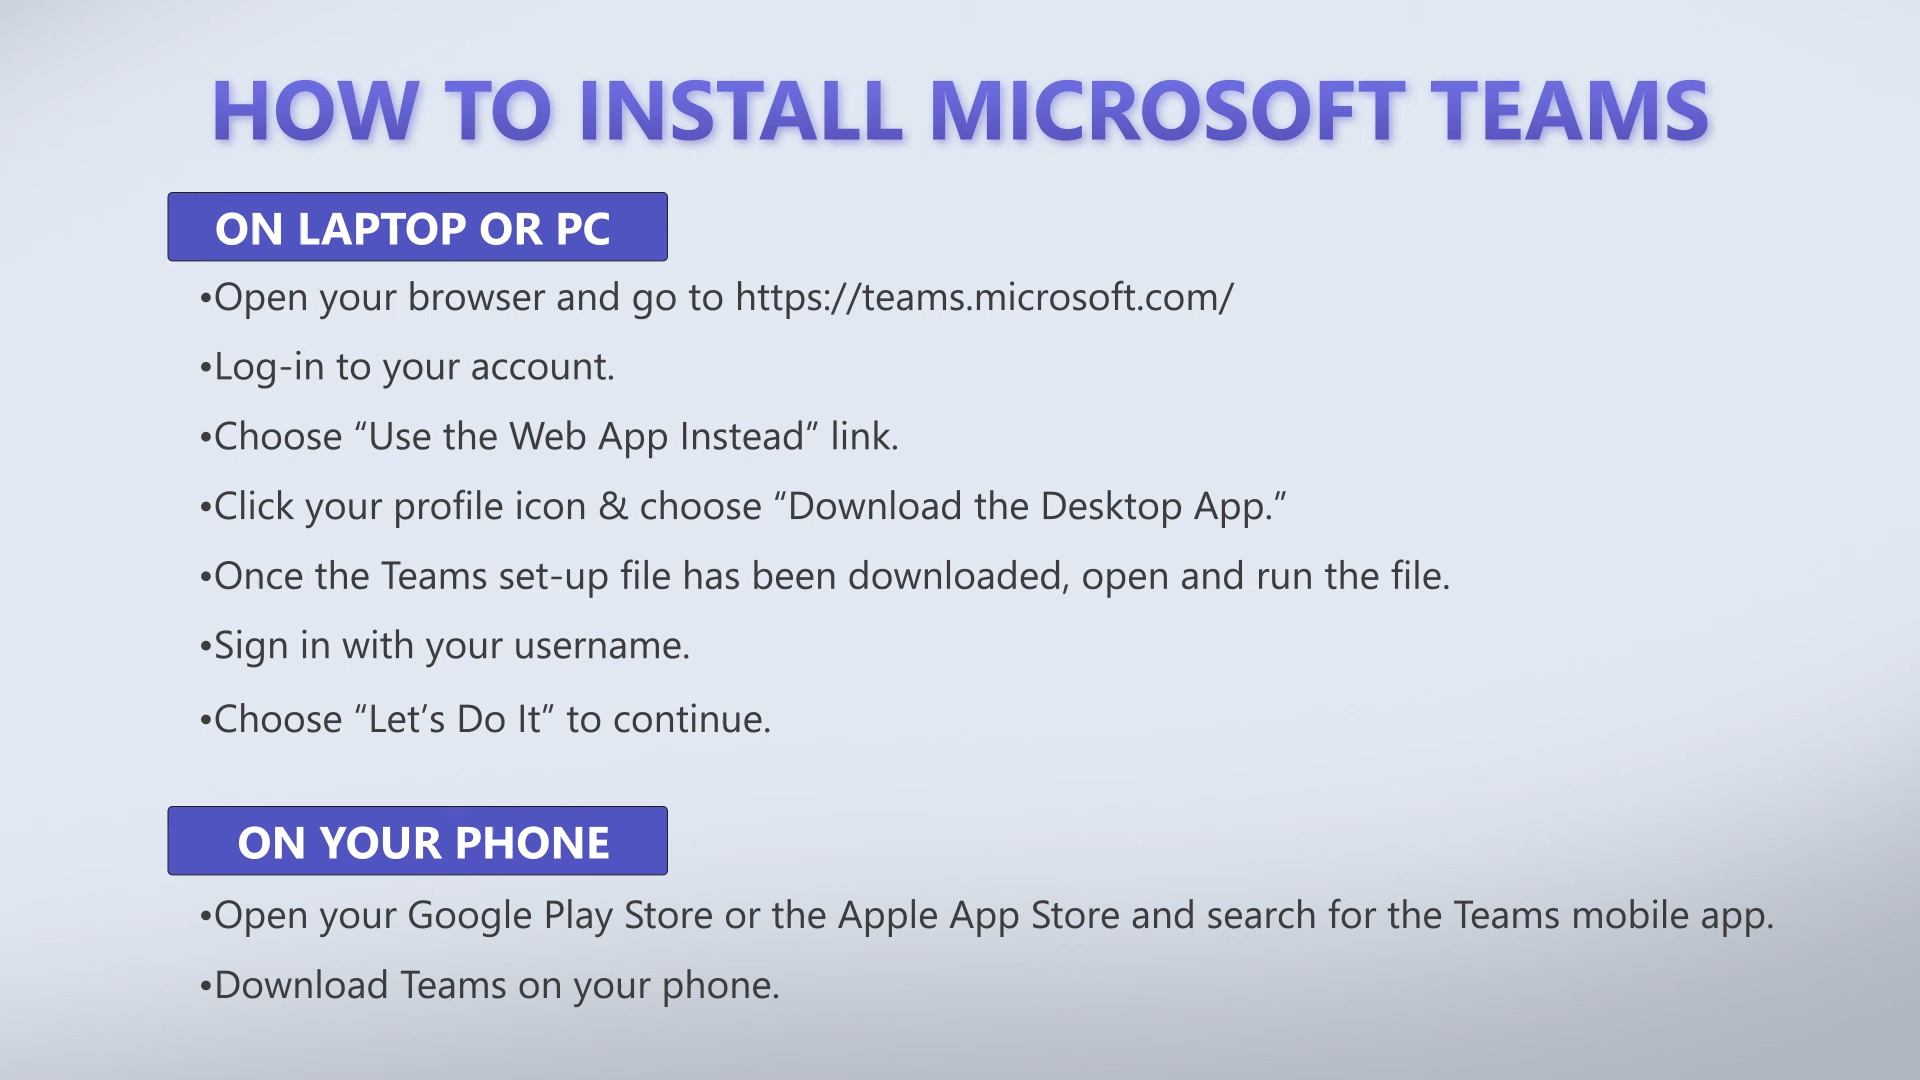 HOW TO INSTALL MICROSOFT TEAMS
ON LAPTOP OR PC
•Open your browser and go to https://teams.microsoft.com/
•Log-in to your account.
•Choose “Use the Web App Instead” link.
•Click your profile icon & choose “Download the Desktop App.”
•Once the Teams set-up file has been downloaded, open and run the file.
•Sign in with your username.
•Choose “Let’s Do It” to continue.
ON YOUR PHONE
•Open your Google Play Store or the Apple App Store and search for the Teams mobile app.
•Download Teams on your phone.